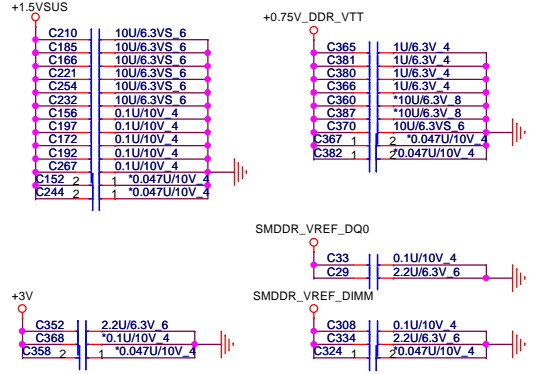 +1.5VSUS
C210 10U/6.3VS_6
C185 10U/6.3VS_6
C166 10U/6.3VS_6
C221 10U/6.3VS_6
C254 10U/6.3VS_6
C232 10U/6.3VS_6
C156 0.1U/10V_4
C197 0.1U/10V_4
C172 0.1U/10V_4
C192 0.1U/10V_4
C267 0.1U/10V_4
C152 2 1 *0.047U/10V_4
C244 2 1 *0.047U/10V_4
+0.75V_DDR_VTT
C365 1U/6.3V_4
C381 1U/6.3V_4
C380 1U/6.3V_4
C366 1U/6.3V_4
C360 *10U/6.3V_8
C387 *10U/6.3V_8
C370 10U/6.3VS_6
C367 1 2 *0.047U/10V_4
C382 1 2 *0.047U/10V_4
SMDDR_VREF_DQ0
C33 0.1U/10V_4
C29 2.2U/6.3V_6
+3V
C352 2.2U/6.3V_6
C368 *0.1U/10V_4
C358 2 1 *0.047U/10V_4
SMDDR_VREF_DIMM
C308 0.1U/10V_4
C334 2.2U/6.3V_6
C324 1 2 *0.047U/10V_4